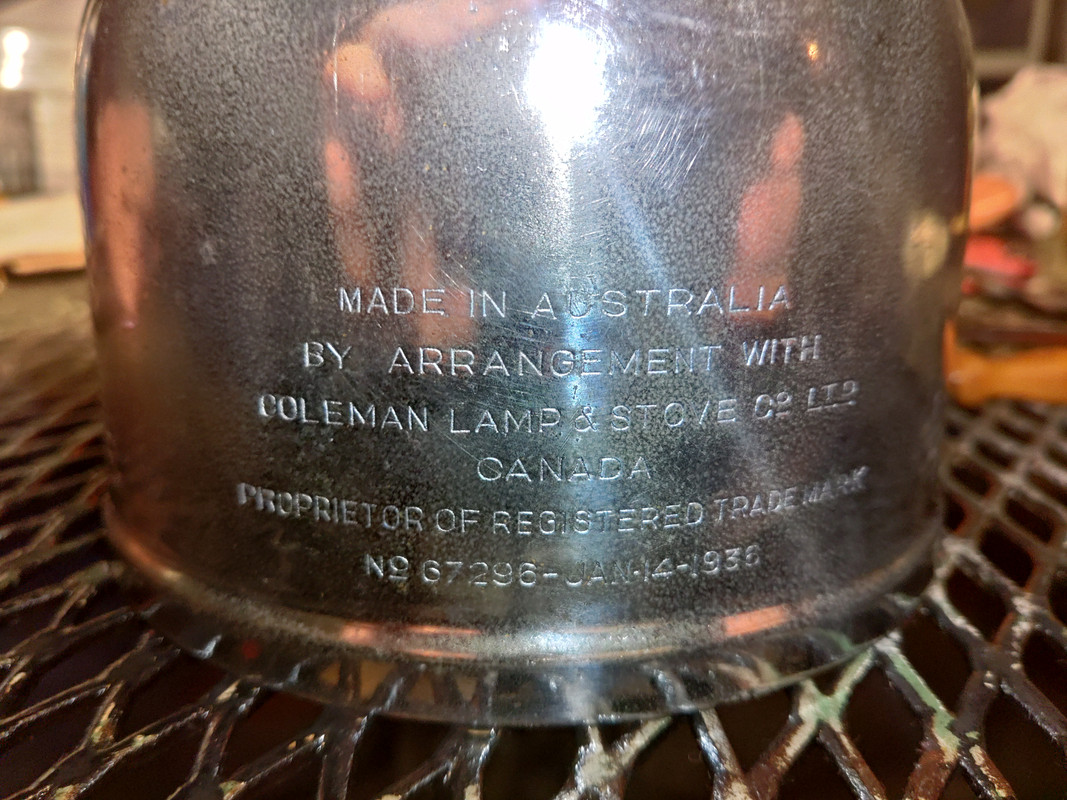 MADE IN AUSTRALIA
BY ARRANGEMENT WITH
COLEMAN LAMP & STOVE Cº LTD
CANADA
PROPRIETOR OF REGISTERED TRADE MARK
Nº 67296-JAN-14-1936